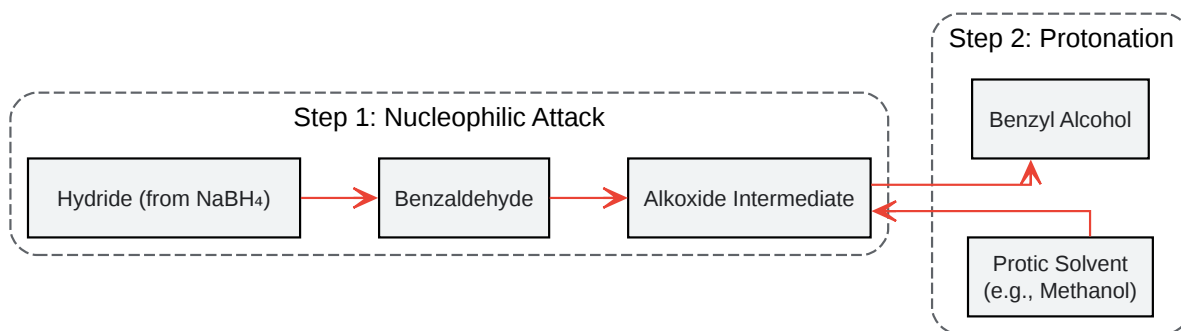 Step 2: Protonation
Step 1: Nucleophilic Attack
Benzyl Alcohol
Hydride (from NaBH₄)
Benzaldehyde
Alkoxide Intermediate
Protic Solvent
(e.g., Methanol)